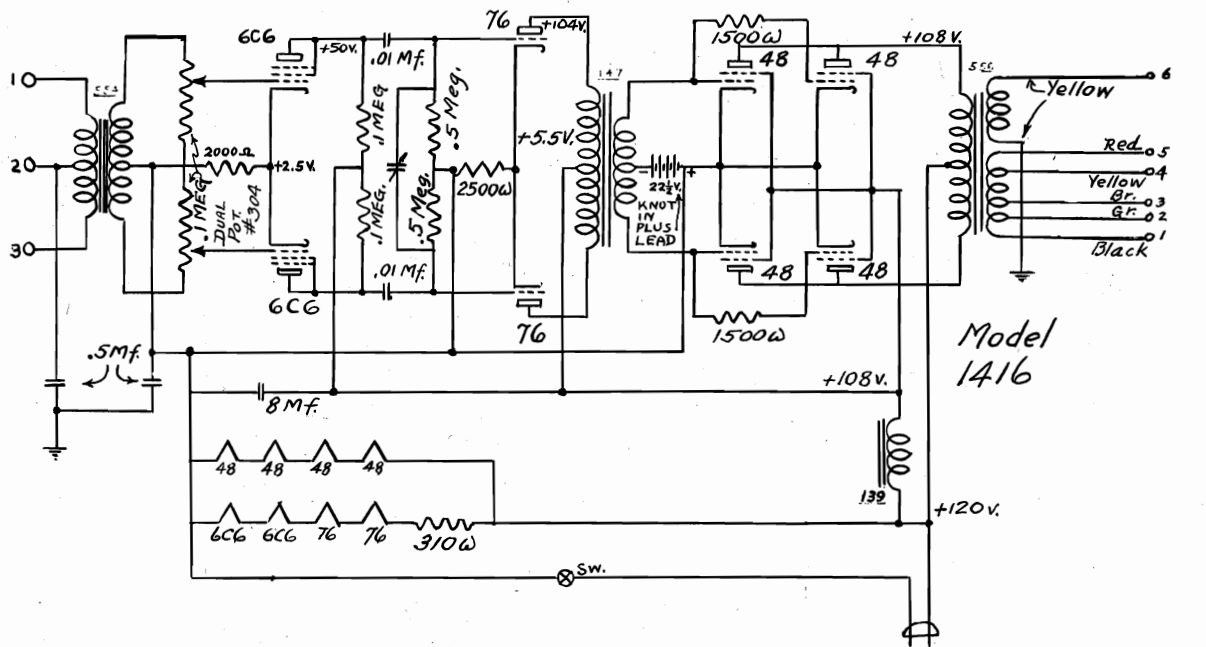 1
2
3
553
.1 MEG.
DUAL
POT.
#304
2000Ω
+2.5V.
6C6
+50V.
6C6
.01 Mf.
.1 MEG
.1 MEG.
.01 Mf.
.5 Meg.
.5 Meg.
2500ω
76
+104V.
76
+5.5V.
147
22½V.
- +
KNOT
IN
PLUS
LEAD
1500ω
48
48
48
48
1500ω
+108V.
Yellow
6
Red
5
4
Yellow
Br.
3
Gr.
2
1
Black
Model
1416
.5Mf.
8 Mf.
+108V.
48
48
48
48
139
6C6
6C6
76
76
310ω
+120V.
SW.